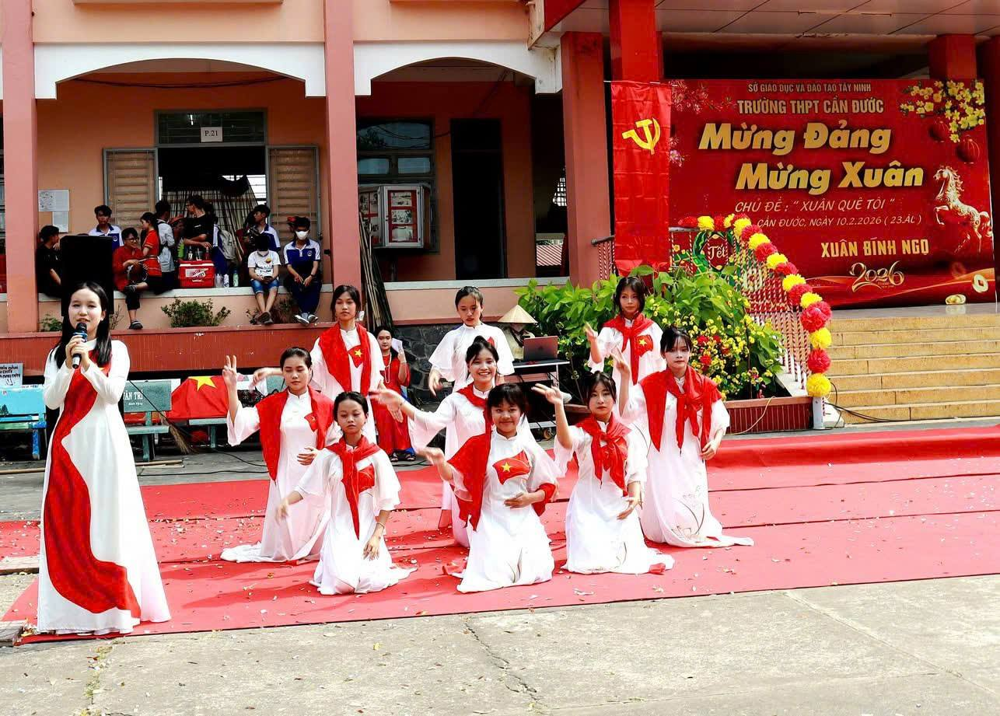 P.21
SỞ GIÁO DỤC VÀ ĐÀO TẠO TÂY NINH
TRƯỜNG THPT CẦN ĐƯỚC
Mừng Đảng
Mừng Xuân
CHỦ ĐỀ : " XUÂN QUÊ TÔI "
CẦN ĐƯỚC, NGÀY 10.2.2026 ( 23.ÂL )
XUÂN BÍNH NGỌ
2026
Tết